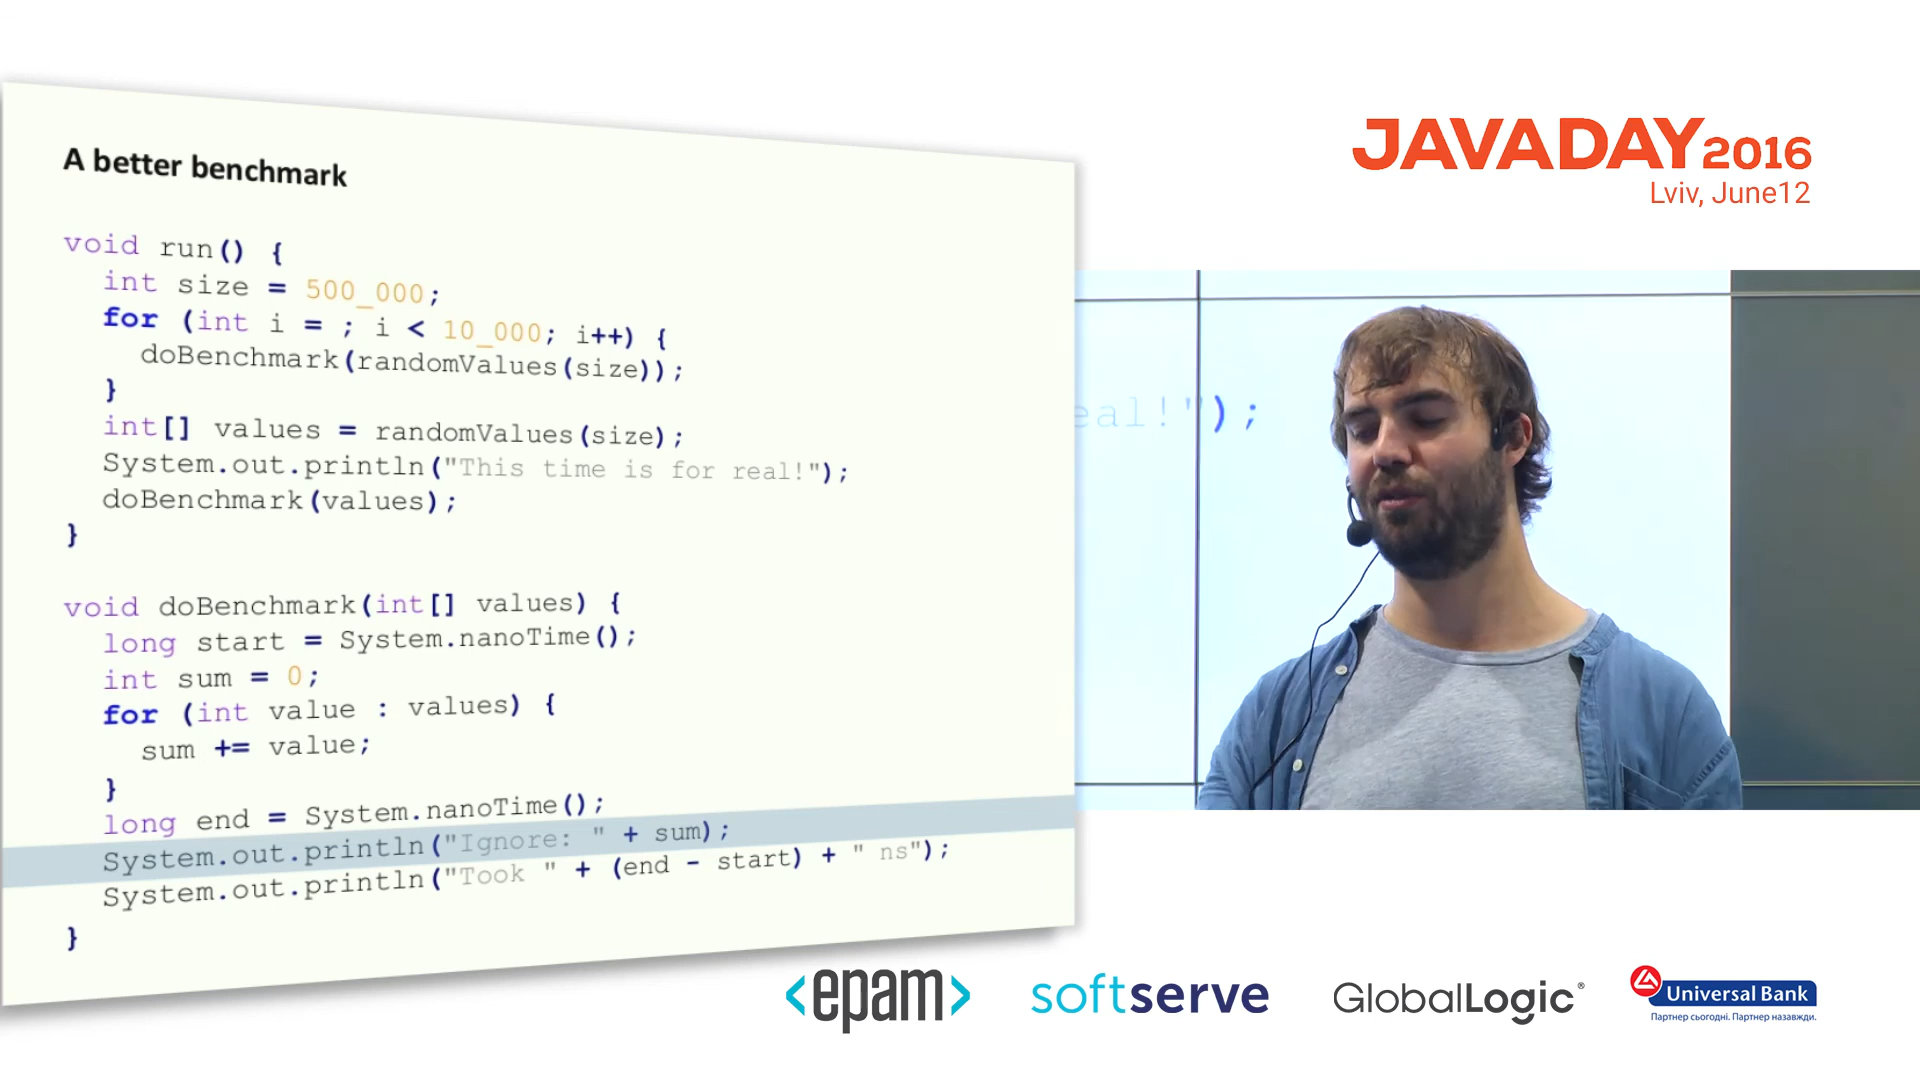 A better benchmark
void run() {
int size = 500_000;
for (int i = ; i < 10_000; i++) {
doBenchmark(randomValues(size));
}
int[] values = randomValues(size);
System.out.println("This time is for real!");
doBenchmark(values);
}
void doBenchmark(int[] values) {
long start = System.nanoTime();
int sum = 0;
for (int value : values) {
sum += value;
}
long end = System.nanoTime();
System.out.println("Ignore: " + sum);
System.out.println("Took " + (end - start) + " ns");
}
JAVADAY2016
Lviv, June12
eal!");
<epam>
softserve
GlobalLogic®
Universal Bank
Партнер сьогодні. Партнер назавжди.